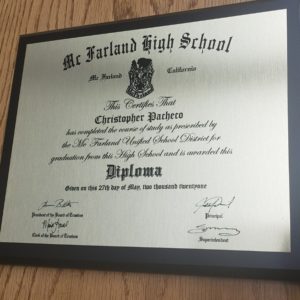 Mc Farland High School
Mc Farland California
This Certifies That
Christopher Pacheco
has completed the course of study as prescribed by
the Mc Farland Unified School District for
graduation from this High School and is awarded this
Diploma
Given on this 27th day of May, two thousand twentyone
President of the Board of Trustees
Principal
Clerk of the Board of Trustees
Superintendent